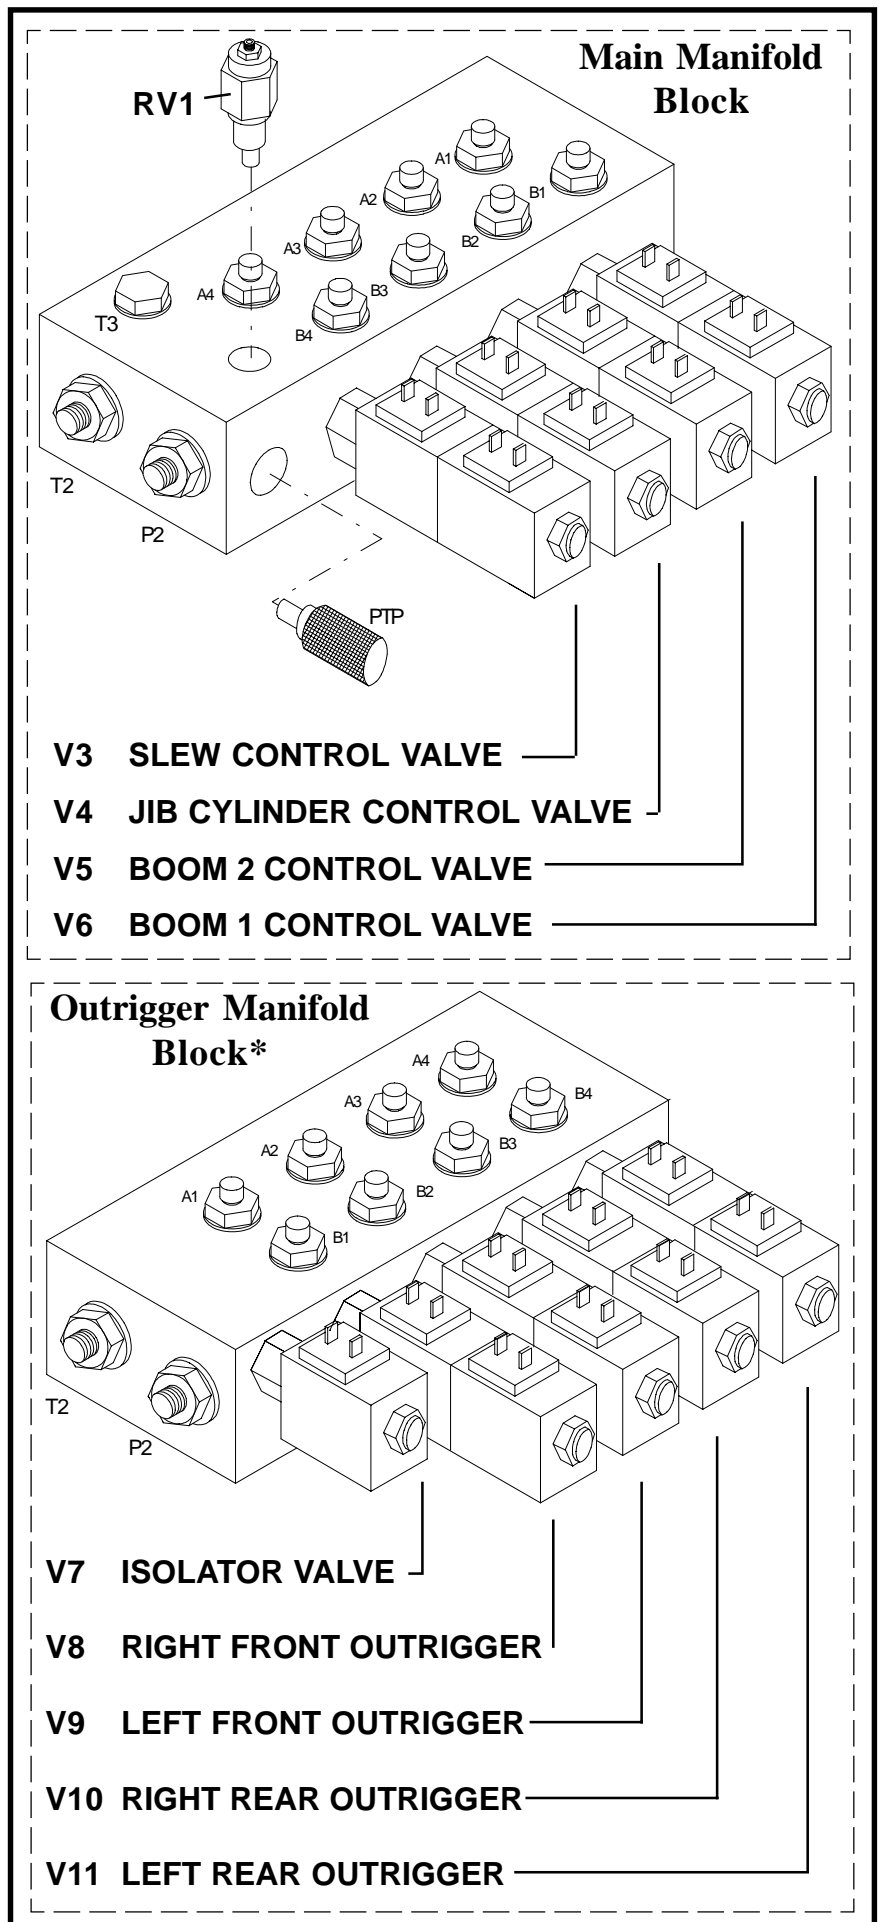 Main Manifold
Block
RV1
A1
B1
A2
B2
A3
B3
A4
B4
T3
T2
P2
PTP
V3 SLEW CONTROL VALVE
V4 JIB CYLINDER CONTROL VALVE
V5 BOOM 2 CONTROL VALVE
V6 BOOM 1 CONTROL VALVE
Outrigger Manifold
Block*
A4
B4
A3
B3
A2
B2
A1
B1
T2
P2
V7 ISOLATOR VALVE
V8 RIGHT FRONT OUTRIGGER
V9 LEFT FRONT OUTRIGGER
V10 RIGHT REAR OUTRIGGER
V11 LEFT REAR OUTRIGGER